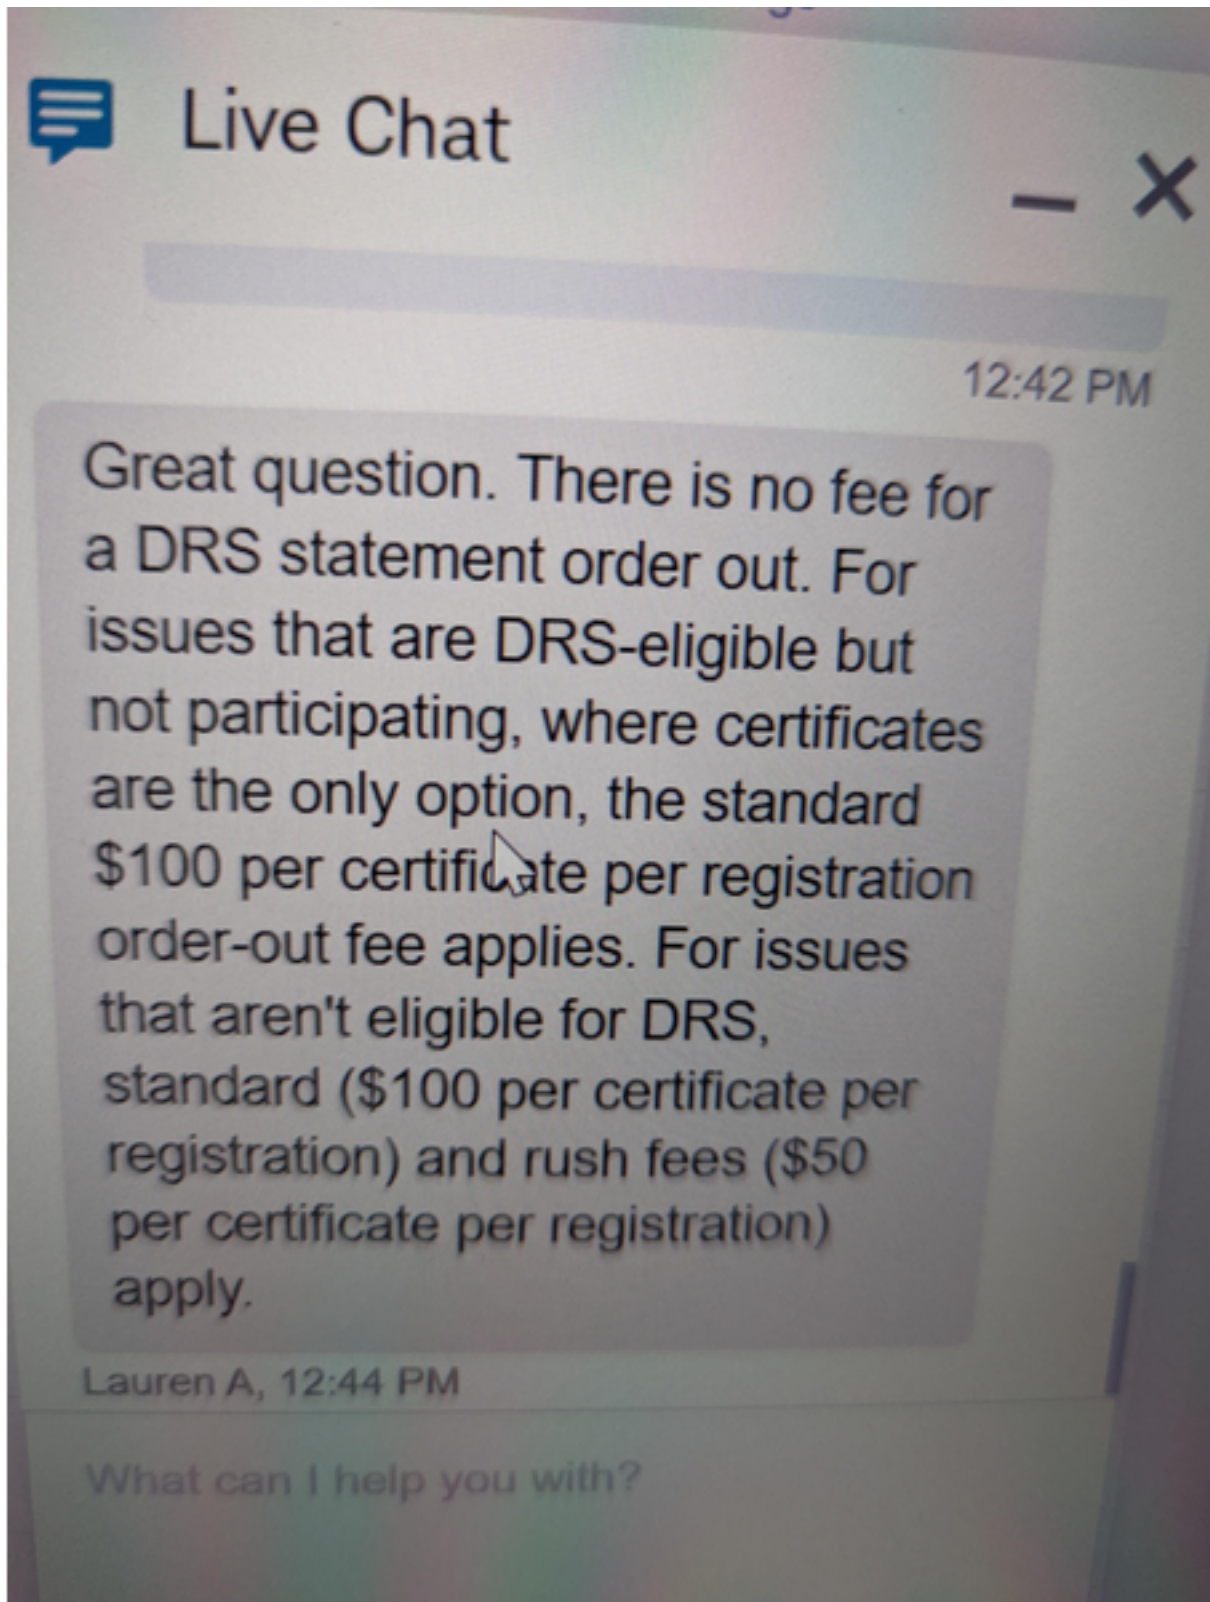 Live Chat
12:42 PM
Great question. There is no fee for
a DRS statement order out. For
issues that are DRS-eligible but
not participating, where certificates
are the only option, the standard
$100 per certificate per registration
order-out fee applies. For issues
that aren't eligible for DRS,
standard ($100 per certificate per
registration) and rush fees ($50
per certificate per registration)
apply.
Lauren A, 12:44 PM
What can I help you with?